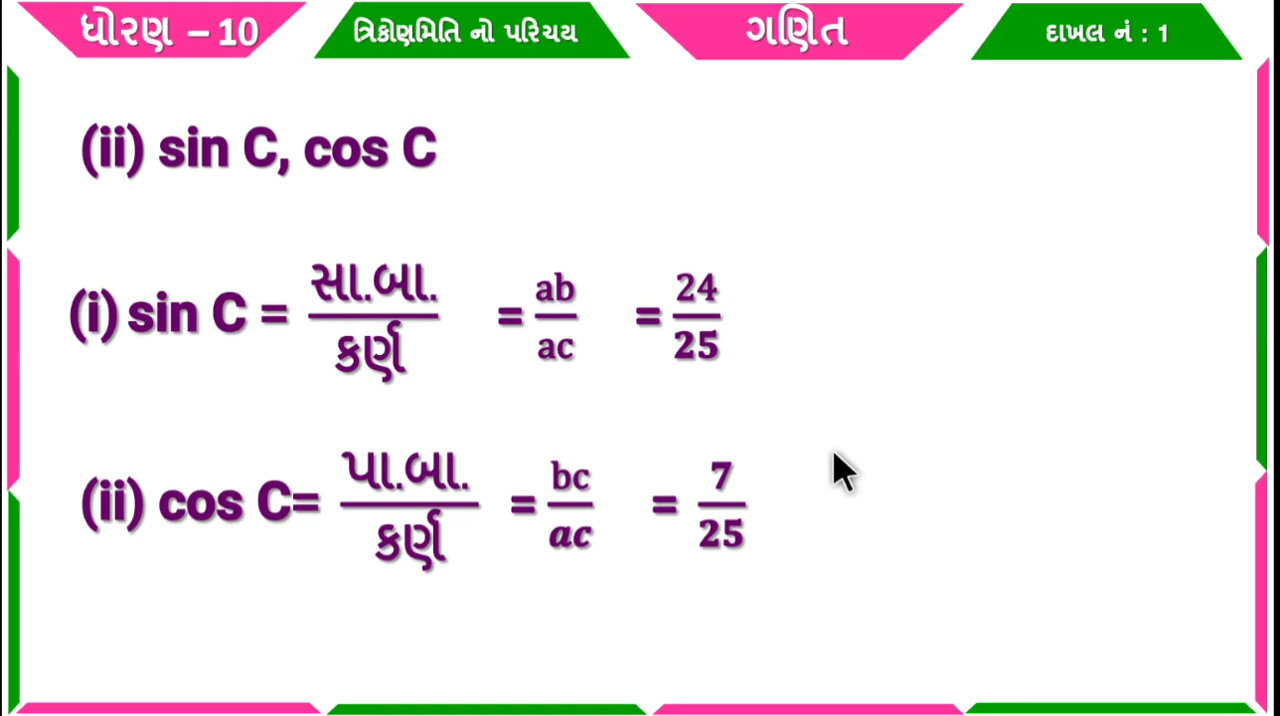 ધોરણ – 10
ત્રિકોણમિતિ નો પરિચય
ગણિત
દાખલ નં : 1
(ii) sin C, cos C
(i) sin C = સા.બા. / કર્ણ = ab / ac = 24 / 25
(ii) cos C= પા.બા. / કર્ણ = bc / ac = 7 / 25